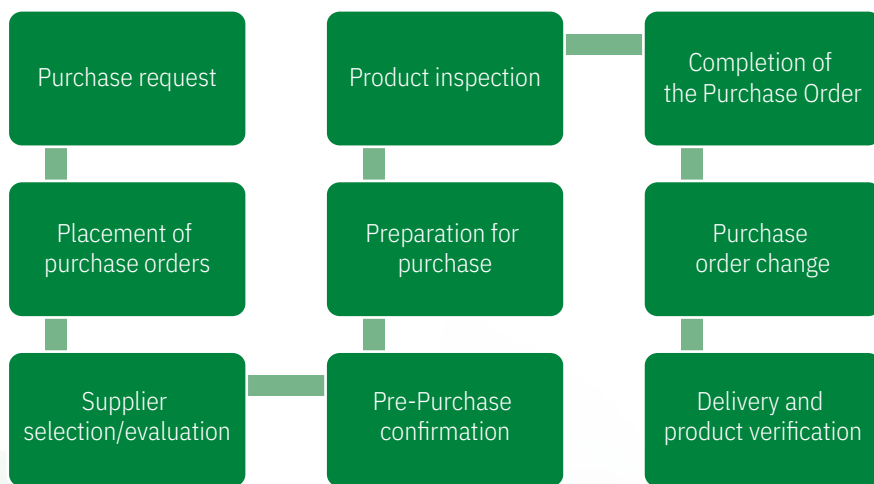 Purchase request
Placement of
purchase orders
Supplier
selection/evaluation
Pre-Purchase
confirmation
Preparation for
purchase
Product inspection
Completion of
the Purchase Order
Purchase
order change
Delivery and
product verification